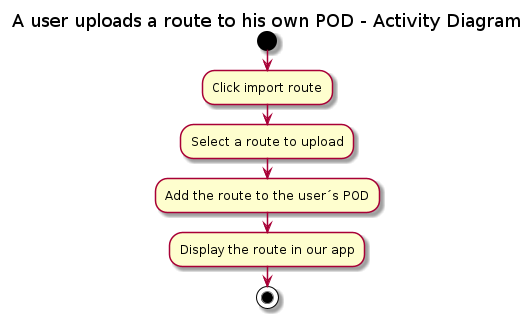 A user uploads a route to his own POD - Activity Diagram
Click import route
Select a route to upload
Add the route to the user´s POD
Display the route in our app